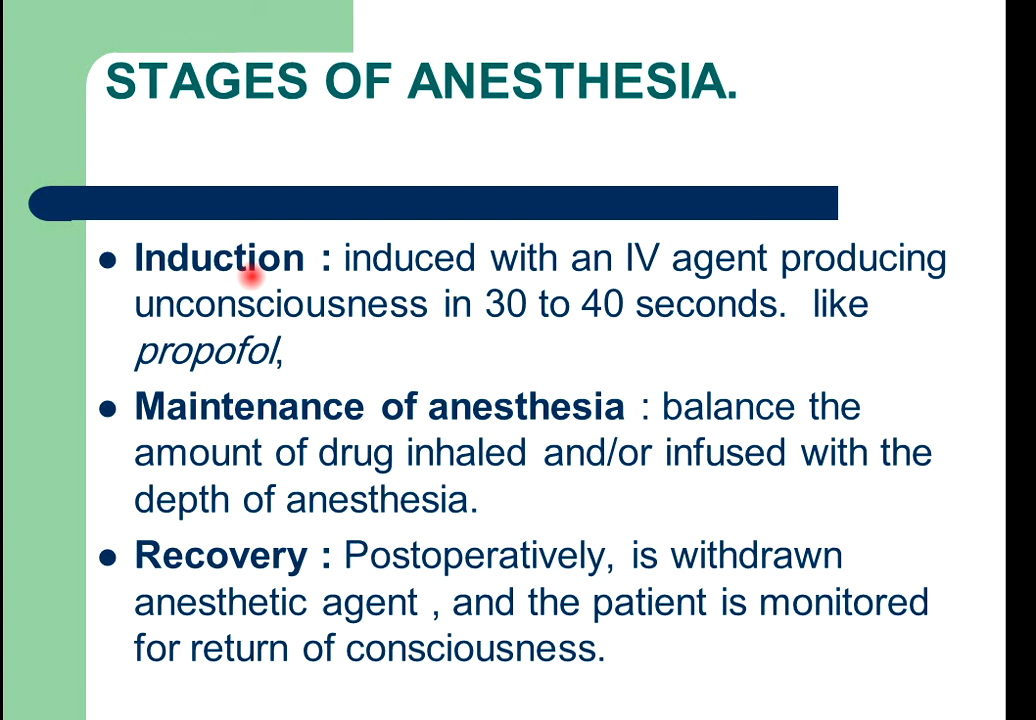 STAGES OF ANESTHESIA.
● Induction : induced with an IV agent producing
unconsciousness in 30 to 40 seconds. like
propofol,
● Maintenance of anesthesia : balance the
amount of drug inhaled and/or infused with the
depth of anesthesia.
● Recovery : Postoperatively, is withdrawn
anesthetic agent , and the patient is monitored
for return of consciousness.